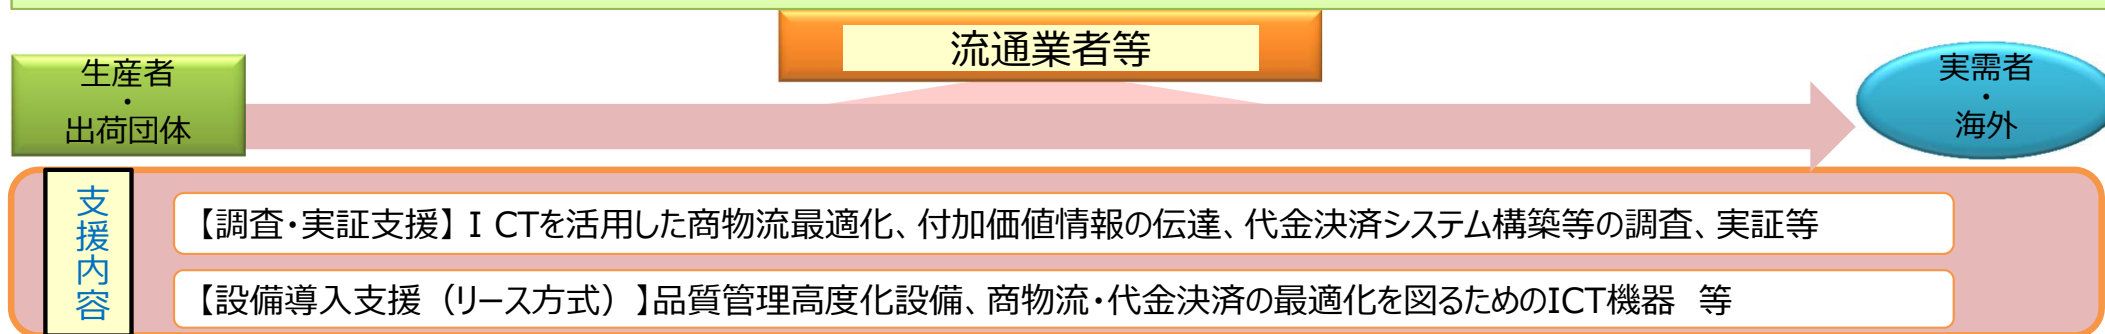 流通業者等
生産者
・
出荷団体
実需者
・
海外
支援内容
【調査・実証支援】ＩCTを活用した商物流最適化、付加価値情報の伝達、代金決済システム構築等の調査、実証等
【設備導入支援（リース方式）】品質管理高度化設備、商物流・代金決済の最適化を図るためのICT機器　等